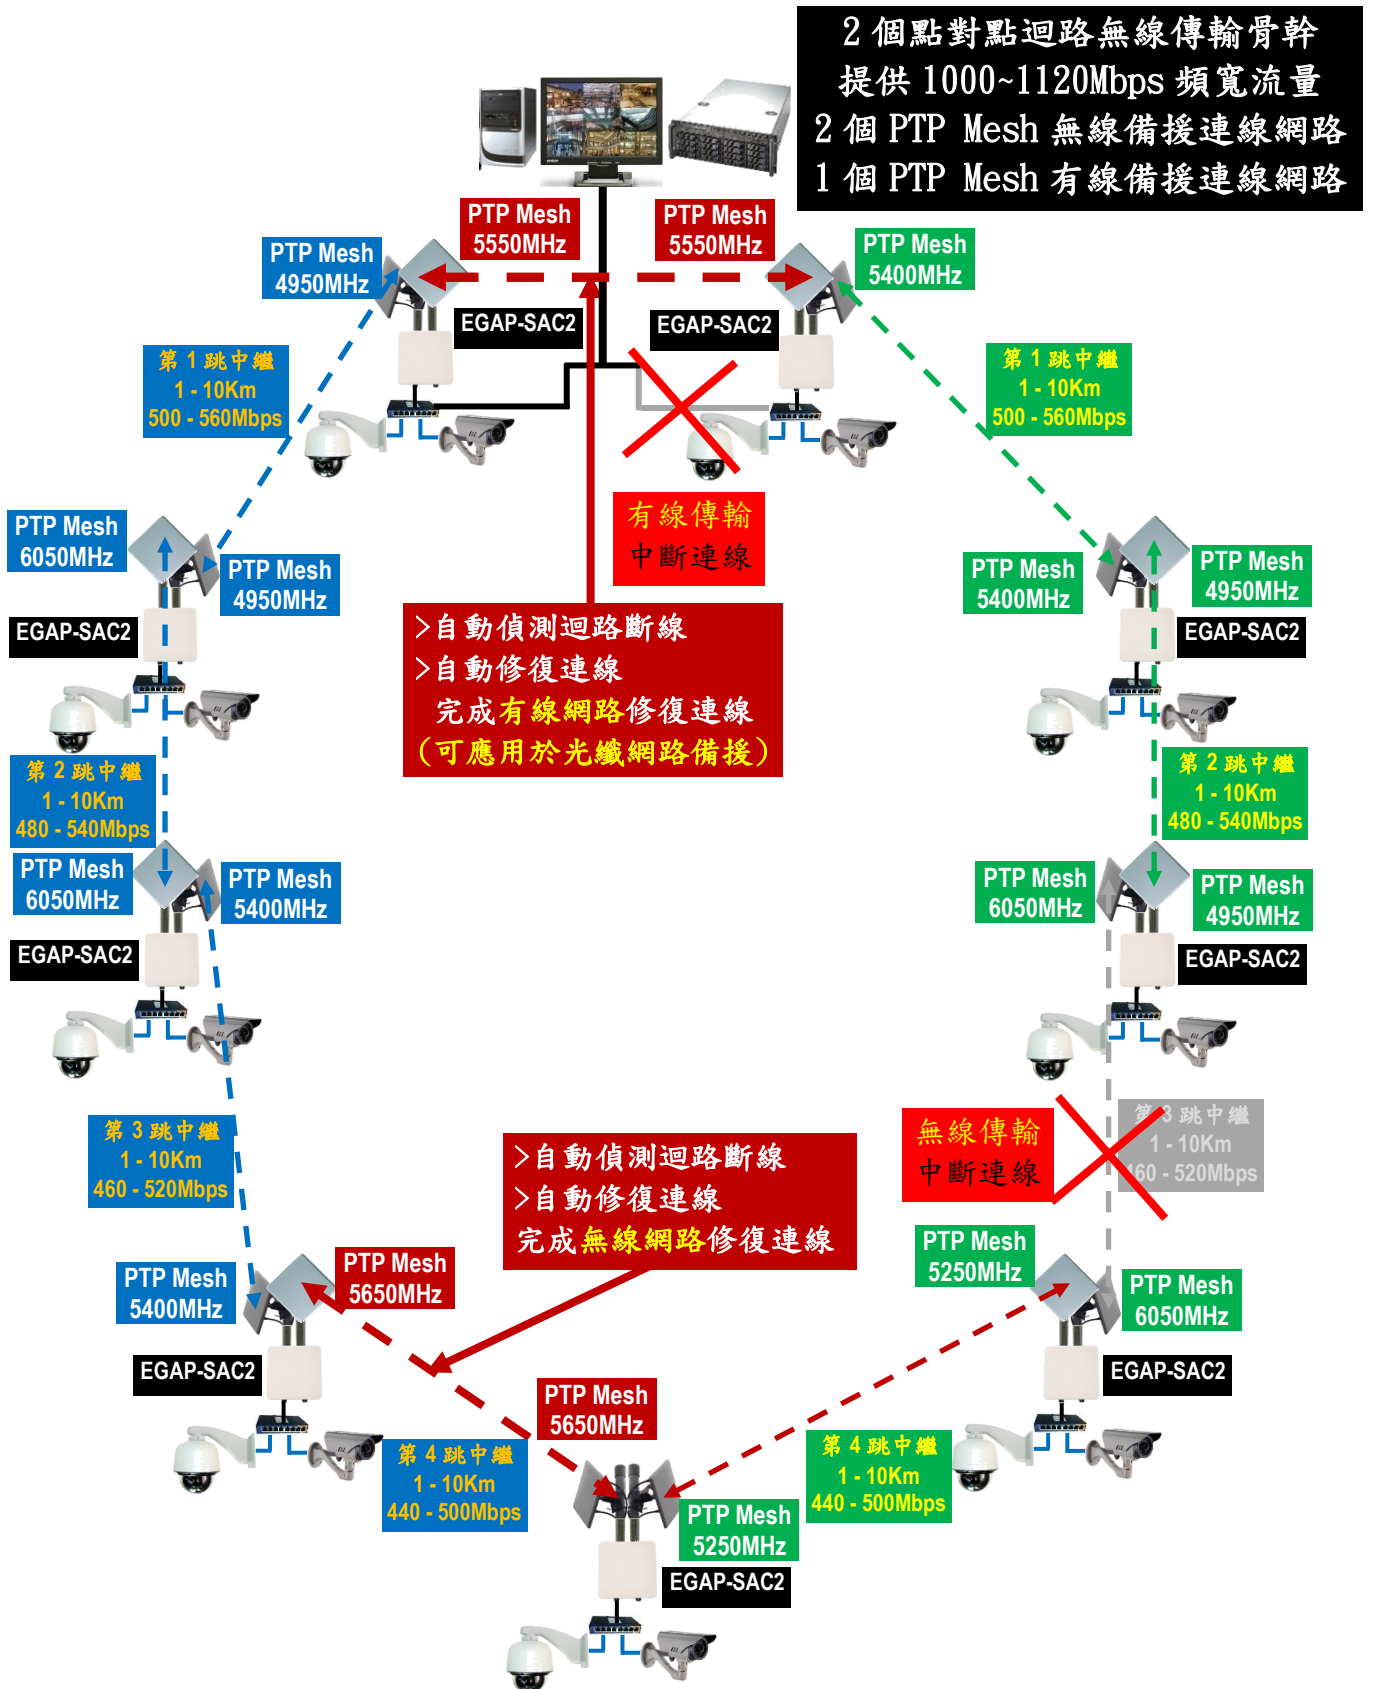 2 個點對點迴路無線傳輸骨幹
提供 1000~1120Mbps 頻寬流量
2 個 PTP Mesh 無線備援連線網路
1 個 PTP Mesh 有線備援連線網路
PTP Mesh
5550MHz
PTP Mesh
5550MHz
PTP Mesh
4950MHz
PTP Mesh
5400MHz
EGAP-SAC2
EGAP-SAC2
第 1 跳中繼
1 - 10Km
500 - 560Mbps
第 1 跳中繼
1 - 10Km
500 - 560Mbps
有線傳輸
中斷連線
PTP Mesh
6050MHz
PTP Mesh
4950MHz
EGAP-SAC2
PTP Mesh
5400MHz
PTP Mesh
4950MHz
EGAP-SAC2
>自動偵測迴路斷線
>自動修復連線
完成有線網路修復連線
(可應用於光纖網路備援)
第 2 跳中繼
1 - 10Km
480 - 540Mbps
第 2 跳中繼
1 - 10Km
480 - 540Mbps
PTP Mesh
6050MHz
PTP Mesh
5400MHz
EGAP-SAC2
PTP Mesh
6050MHz
PTP Mesh
4950MHz
EGAP-SAC2
第 3 跳中繼
1 - 10Km
460 - 520Mbps
>自動偵測迴路斷線
>自動修復連線
完成無線網路修復連線
無線傳輸
中斷連線
第 3 跳中繼
1 - 10Km
460 - 520Mbps
PTP Mesh
5400MHz
PTP Mesh
5650MHz
EGAP-SAC2
PTP Mesh
5250MHz
PTP Mesh
6050MHz
EGAP-SAC2
PTP Mesh
5650MHz
第 4 跳中繼
1 - 10Km
440 - 500Mbps
第 4 跳中繼
1 - 10Km
440 - 500Mbps
PTP Mesh
5250MHz
EGAP-SAC2